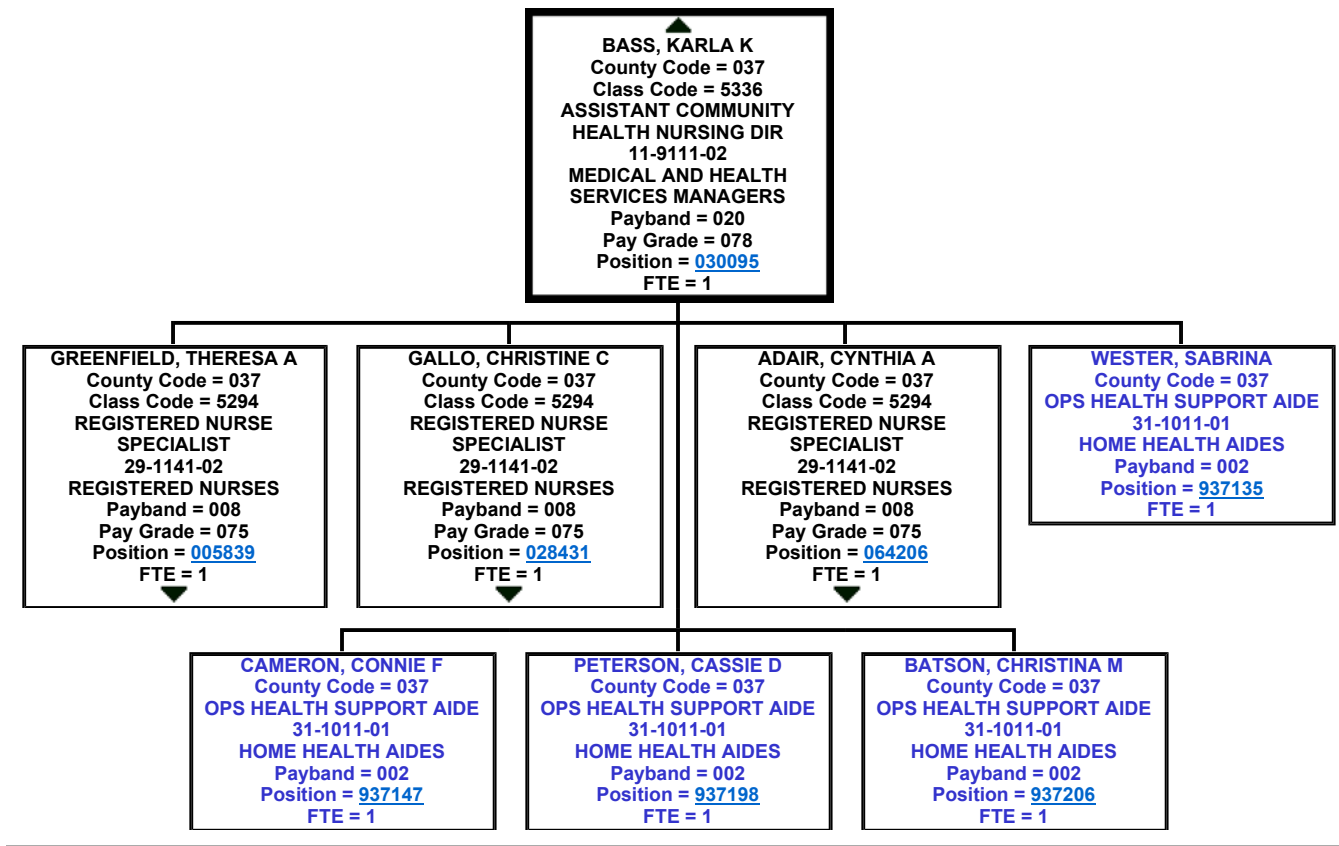 BASS, KARLA K
County Code = 037
Class Code = 5336
ASSISTANT COMMUNITY
HEALTH NURSING DIR
11-9111-02
MEDICAL AND HEALTH
SERVICES MANAGERS
Payband = 020
Pay Grade = 078
Position = 030095
FTE = 1
GREENFIELD, THERESA A
County Code = 037
Class Code = 5294
REGISTERED NURSE
SPECIALIST
29-1141-02
REGISTERED NURSES
Payband = 008
Pay Grade = 075
Position = 005839
FTE = 1
GALLO, CHRISTINE C
County Code = 037
Class Code = 5294
REGISTERED NURSE
SPECIALIST
29-1141-02
REGISTERED NURSES
Payband = 008
Pay Grade = 075
Position = 028431
FTE = 1
ADAIR, CYNTHIA A
County Code = 037
Class Code = 5294
REGISTERED NURSE
SPECIALIST
29-1141-02
REGISTERED NURSES
Payband = 008
Pay Grade = 075
Position = 064206
FTE = 1
WESTER, SABRINA
County Code = 037
OPS HEALTH SUPPORT AIDE
31-1011-01
HOME HEALTH AIDES
Payband = 002
Position = 937135
FTE = 1
CAMERON, CONNIE F
County Code = 037
OPS HEALTH SUPPORT AIDE
31-1011-01
HOME HEALTH AIDES
Payband = 002
Position = 937147
FTE = 1
PETERSON, CASSIE D
County Code = 037
OPS HEALTH SUPPORT AIDE
31-1011-01
HOME HEALTH AIDES
Payband = 002
Position = 937198
FTE = 1
BATSON, CHRISTINA M
County Code = 037
OPS HEALTH SUPPORT AIDE
31-1011-01
HOME HEALTH AIDES
Payband = 002
Position = 937206
FTE = 1